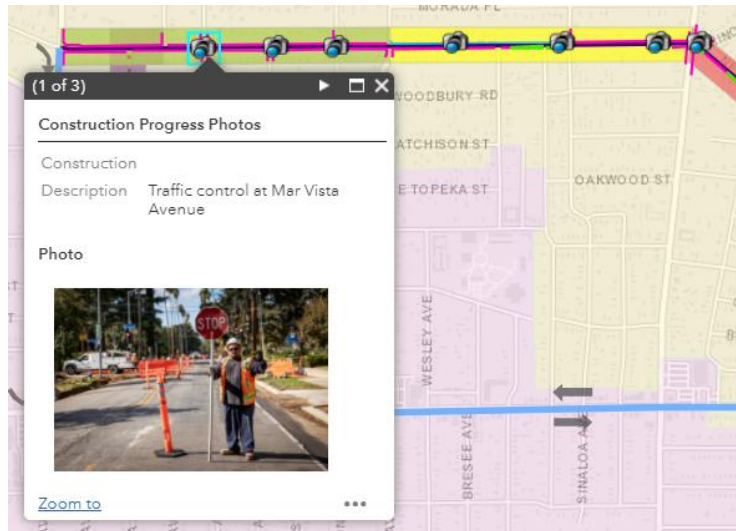 MORADA PL
(1 of 3)
Construction Progress Photos
Construction
Description Traffic control at Mar Vista
Avenue
Photo
STOP
Zoom to
WOODBURY RD
ATCHISON ST
E TOPEKA ST
OAKWOOD ST
WESLEY AVE
BRESEE AVE
SINALOA A